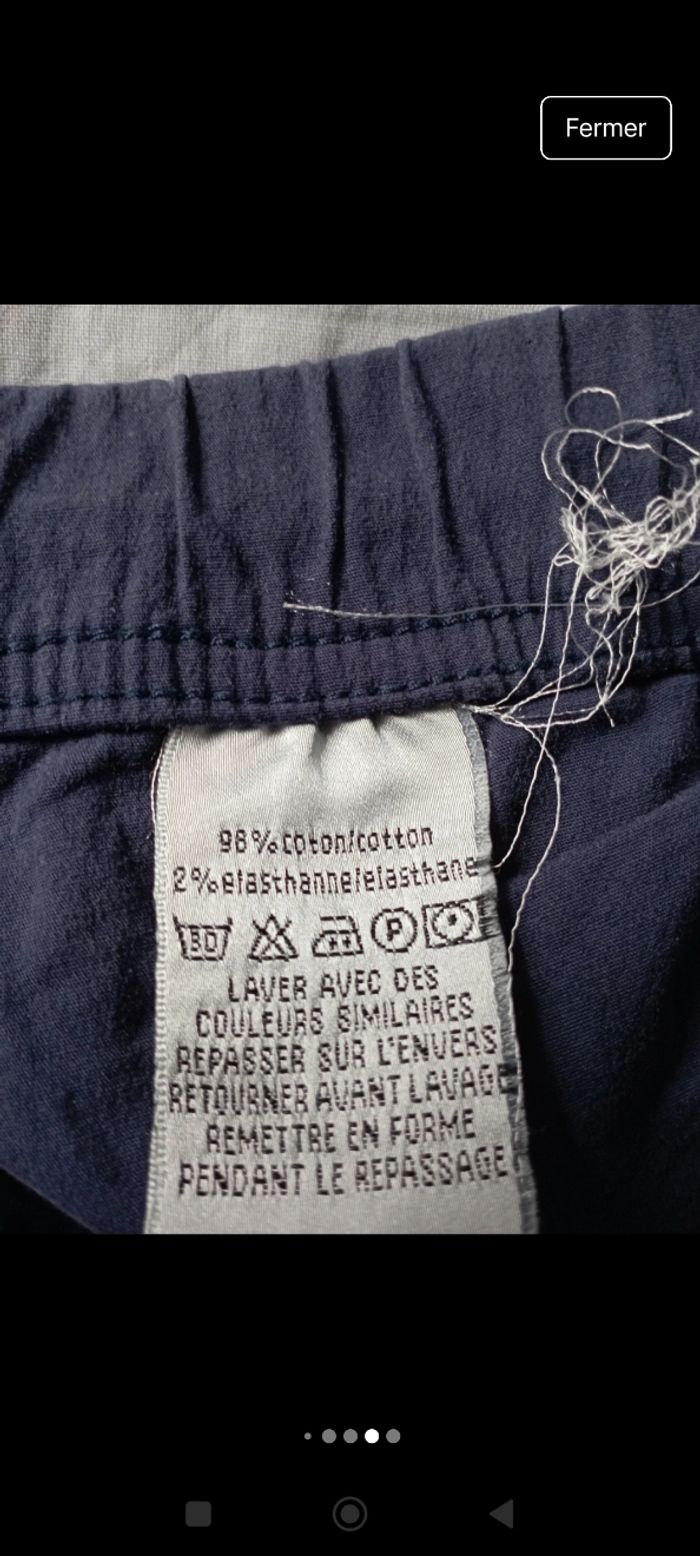 Fermer
98% coton/cotton
2% elasthanne/elasthane
P
LAVER AVEC DES
COULEURS SIMILAIRES
REPASSER SUR L'ENVERS
RETOURNER AVANT LAVAGE
REMETTRE EN FORME
PENDANT LE REPASSAGE